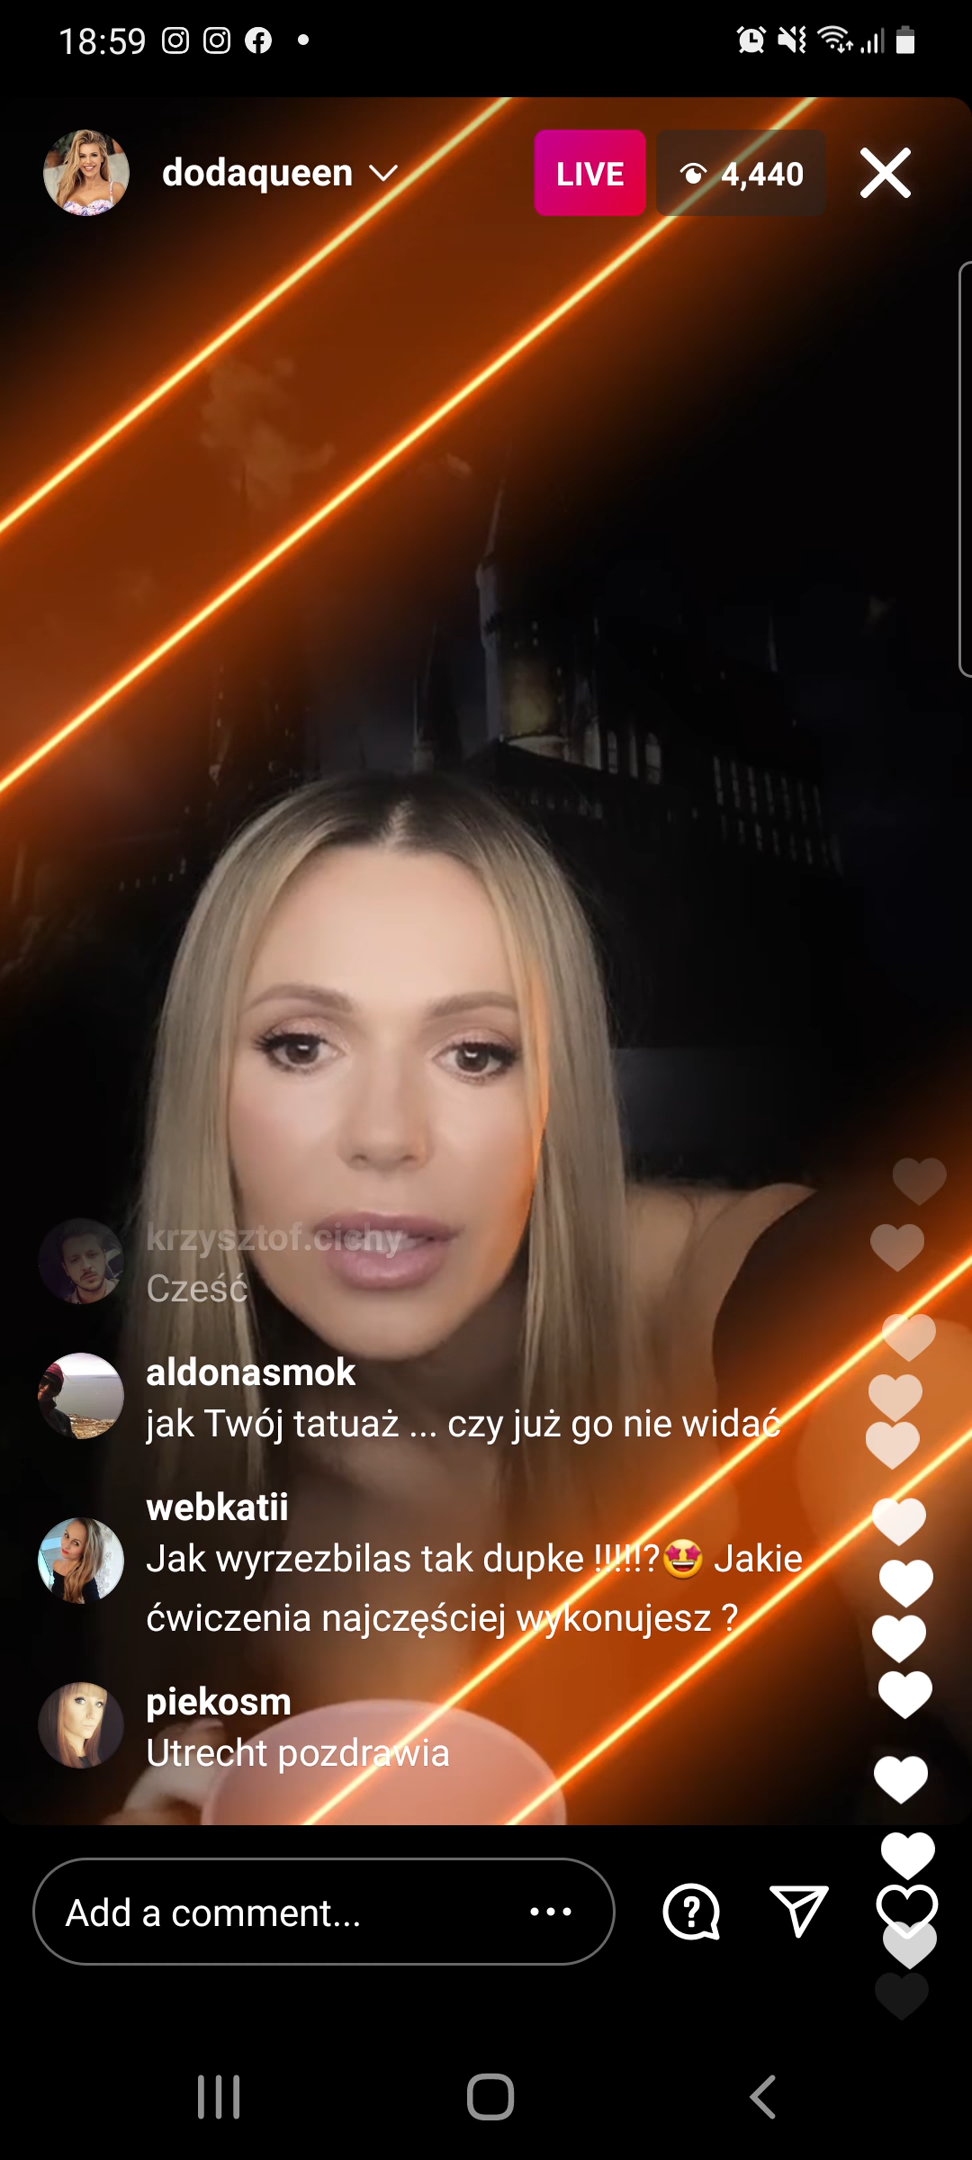 18:59
dodaqueen
LIVE
4,440
krzysztof.cichy
Cześć
aldonasmok
jak Twój tatuaż ... czy już go nie widać
webkatii
Jak wyrzezbilas tak dupke !!!!!?🤩 Jakie
ćwiczenia najczęściej wykonujesz ?
piekosm
Utrecht pozdrawia
Add a comment...